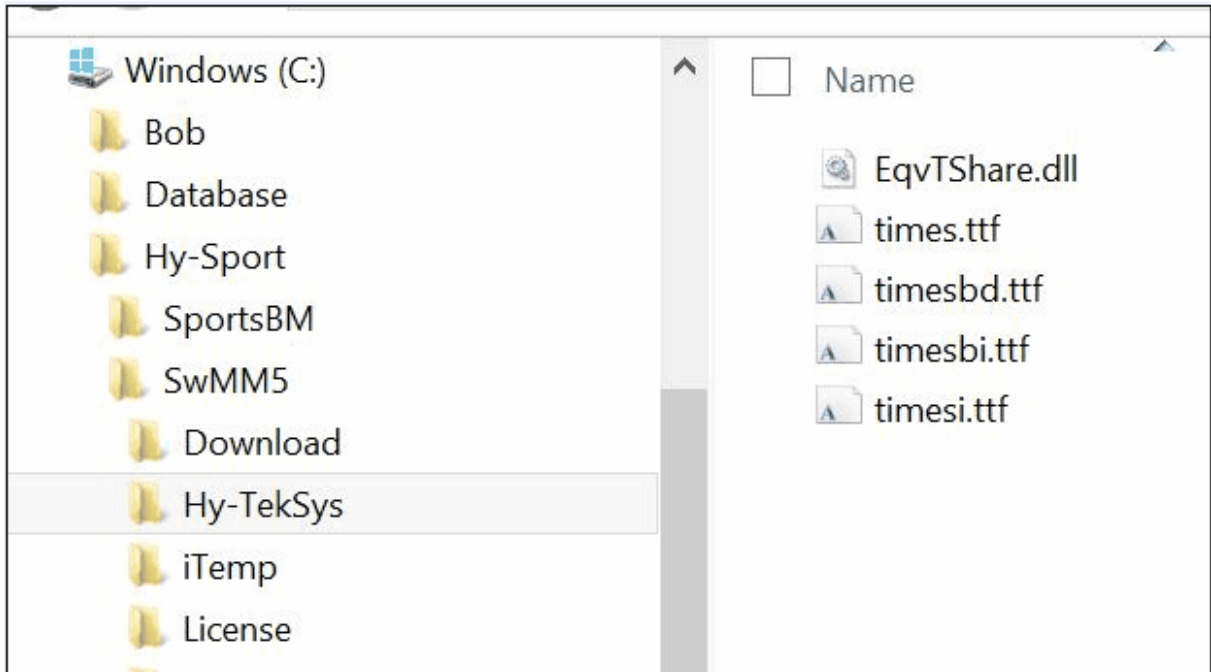 Windows (C:)
Bob
Database
Hy-Sport
SportsBM
SwMM5
Download
Hy-TekSys
iTemp
License
Name
EqvTShare.dll
times.ttf
timesbd.ttf
timesbi.ttf
timesi.ttf